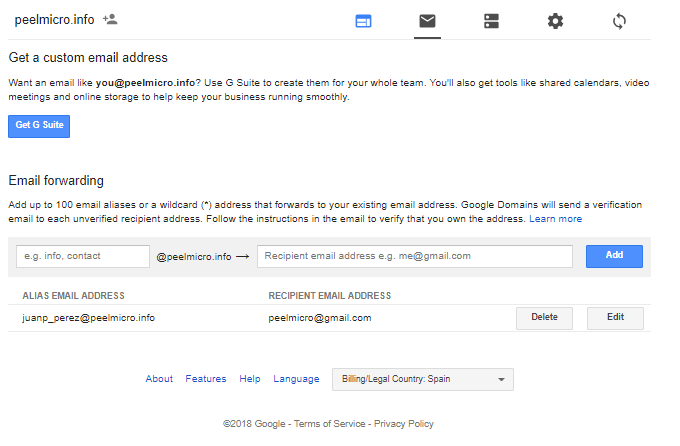 peelmicro.info
Get a custom email address
Want an email like you@peelmicro.info? Use G Suite to create them for your whole team. You'll also get tools like shared calendars, video
meetings and online storage to help keep your business running smoothly.
Get G Suite
Email forwarding
Add up to 100 email aliases or a wildcard (*) address that forwards to your existing email address. Google Domains will send a verification
email to each unverified recipient address. Follow the instructions in the email to verify that you own the address. Learn more
e.g. info, contact @peelmicro.info → Recipient email address e.g. me@gmail.com Add
ALIAS EMAIL ADDRESS RECIPIENT EMAIL ADDRESS
juanp_perez@peelmicro.info peelmicro@gmail.com Delete Edit
About Features Help Language Billing/Legal Country: Spain
©2018 Google - Terms of Service - Privacy Policy